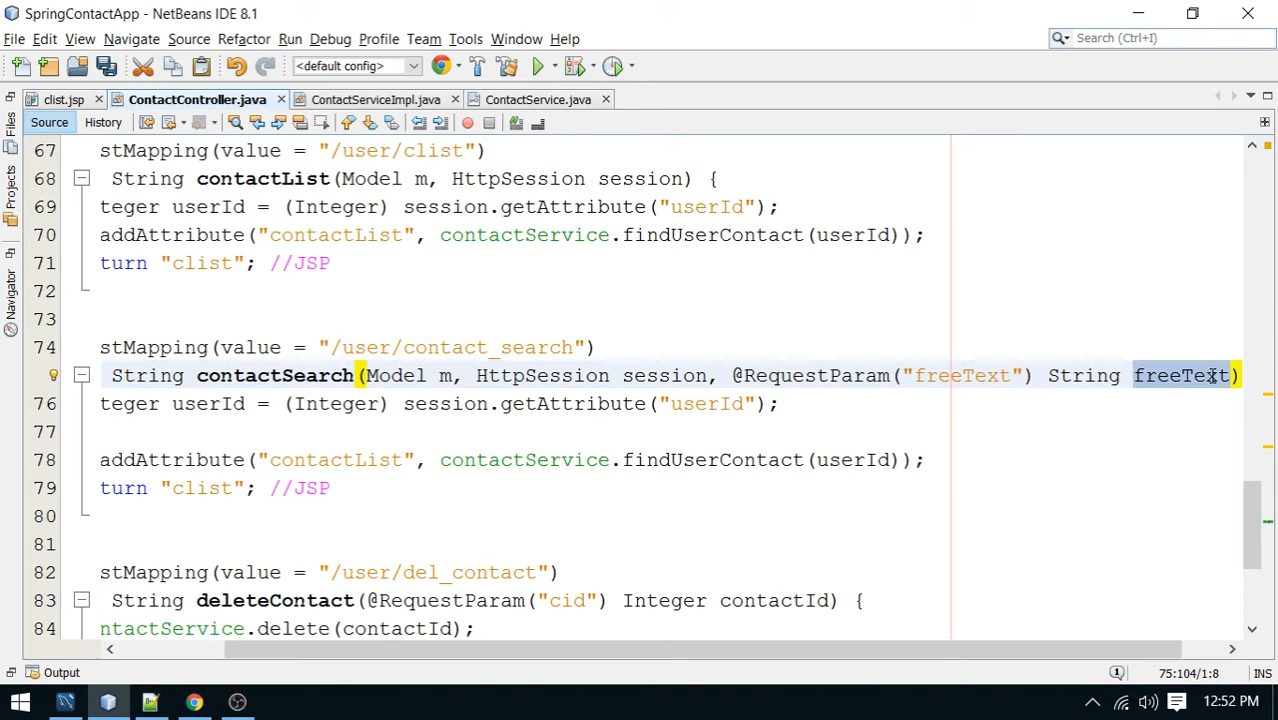 SpringContactApp - NetBeans IDE 8.1
File Edit View Navigate Source Refactor Run Debug Profile Team Tools Window Help
Search (Ctrl+I)
<default config>
clist.jsp ContactController.java ContactServiceImpl.java ContactService.java
Source History
Files
Projects
Navigator
67 stMapping(value = "/user/clist")
68 String contactList(Model m, HttpSession session) {
69 teger userId = (Integer) session.getAttribute("userId");
70 addAttribute("contactList", contactService.findUserContact(userId));
71 turn "clist"; //JSP
72
73
74 stMapping(value = "/user/contact_search")
75 String contactSearch(Model m, HttpSession session, @RequestParam("freeText") String freeText)
76 teger userId = (Integer) session.getAttribute("userId");
77
78 addAttribute("contactList", contactService.findUserContact(userId));
79 turn "clist"; //JSP
80
81
82 stMapping(value = "/user/del_contact")
83 String deleteContact(@RequestParam("cid") Integer contactId) {
84 ntactService.delete(contactId);
Output
75:104/1:8 INS
12:52 PM